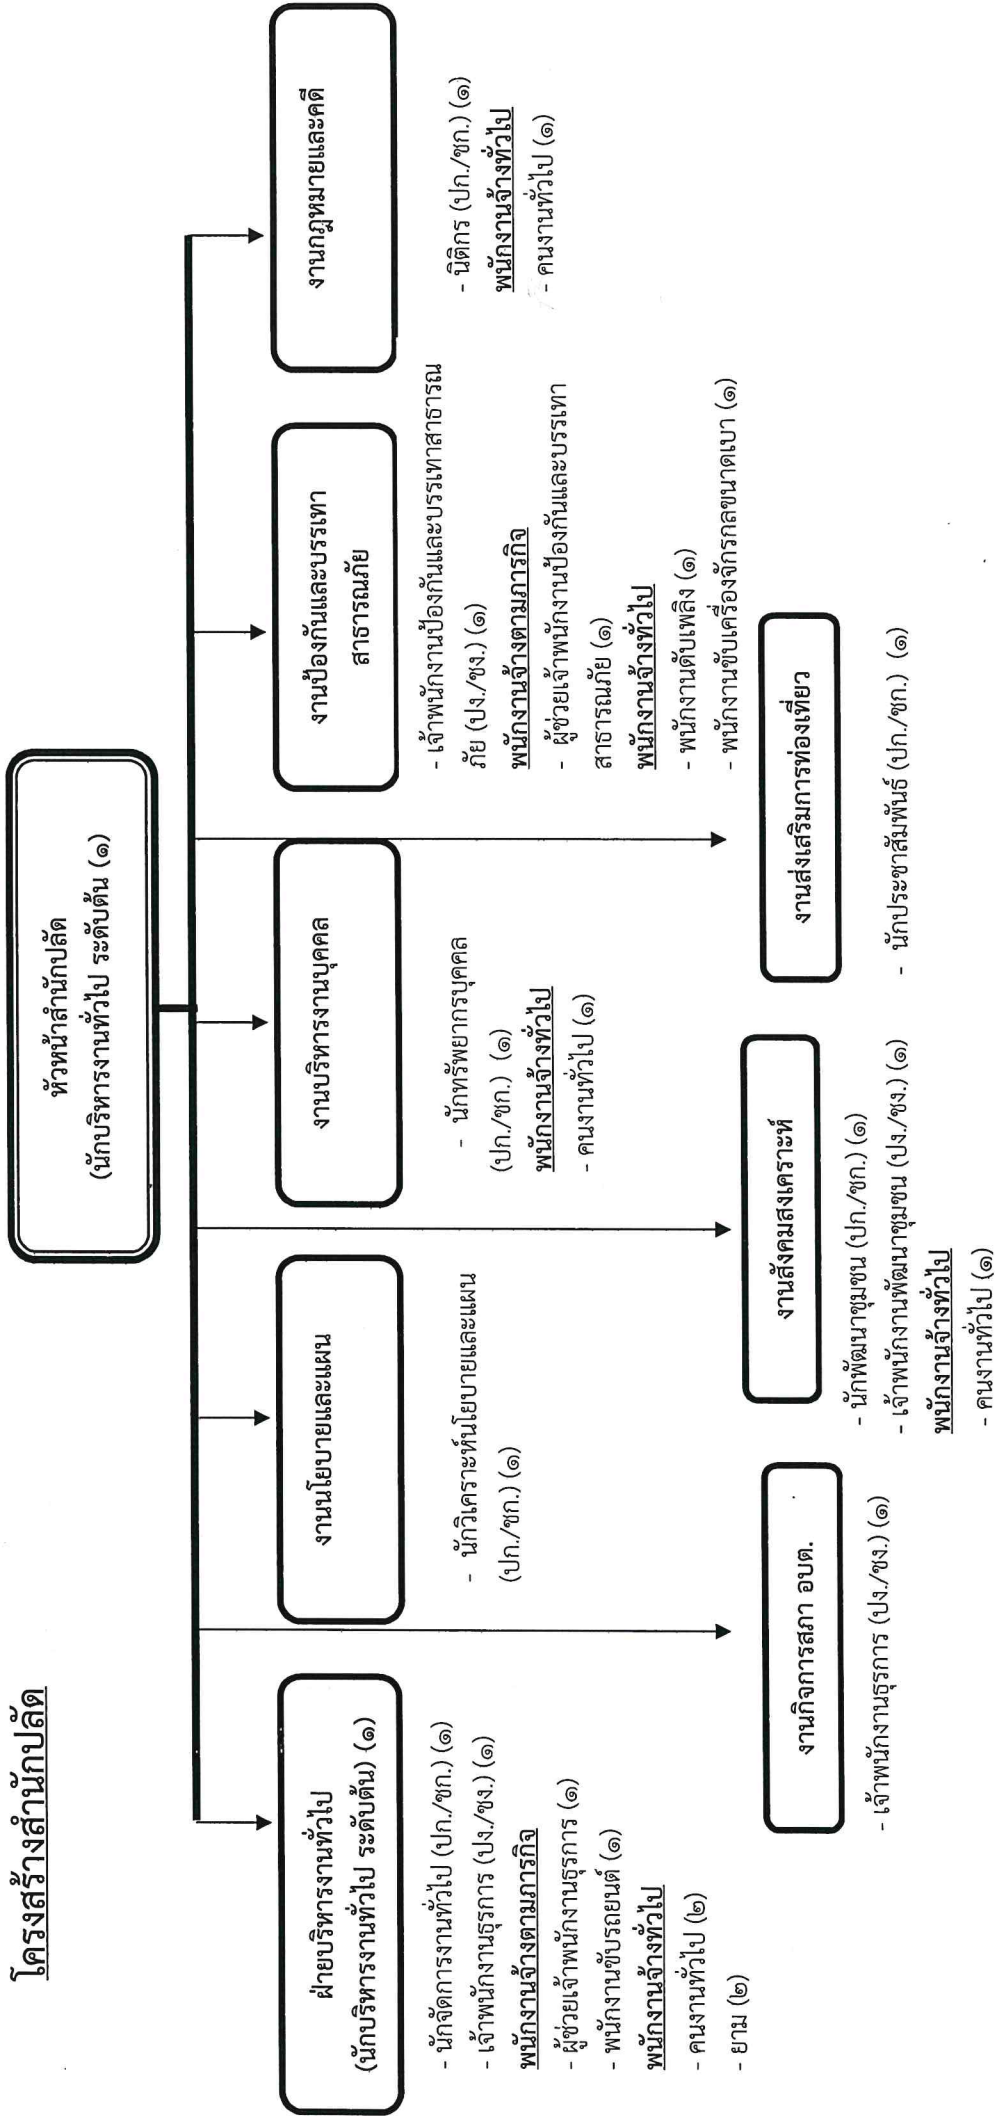 โครงสร้างสำนักปลัด
หัวหน้าสำนักปลัด
(นักบริหารงานทั่วไป ระดับต้น (๑)
ฝ่ายบริหารงานทั่วไป
(นักบริหารงานทั่วไป ระดับต้น) (๑)
- นักจัดการงานทั่วไป (ปก./ชก.) (๑)
- เจ้าพนักงานธุรการ (ปง./ชง.) (๑)
พนักงานจ้างตามภารกิจ
- ผู้ช่วยเจ้าพนักงานธุรการ (๑)
- พนักงานขับรถยนต์ (๑)
พนักงานจ้างทั่วไป
- คนงานทั่วไป (๒)
- ยาม (๒)
งานนโยบายและแผน
- นักวิเคราะห์นโยบายและแผน
(ปก./ชก.) (๑)
งานบริหารงานบุคคล
- นักทรัพยากรบุคคล
(ปก./ชก.) (๑)
พนักงานจ้างทั่วไป
- คนงานทั่วไป (๑)
งานป้องกันและบรรเทา
สาธารณภัย
- เจ้าพนักงานป้องกันและบรรเทาสาธารณ
ภัย (ปง./ชง.) (๑)
พนักงานจ้างตามภารกิจ
- ผู้ช่วยเจ้าพนักงานป้องกันและบรรเทา
สาธารณภัย (๑)
พนักงานจ้างทั่วไป
- พนักงานดับเพลิง (๑)
- พนักงานขับเครื่องจักรกลขนาดเบา (๑)
งานกฎหมายและคดี
- นิติกร (ปก./ชก.) (๑)
พนักงานจ้างทั่วไป
- คนงานทั่วไป (๑)
งานกิจการสภา อบต.
- เจ้าพนักงานธุรการ (ปง./ชง.) (๑)
งานสังคมสงเคราะห์
- นักพัฒนาชุมชน (ปก./ชก.) (๑)
- เจ้าพนักงานพัฒนาชุมชน (ปง./ชง.) (๑)
พนักงานจ้างทั่วไป
- คนงานทั่วไป (๑)
งานส่งเสริมการท่องเที่ยว
- นักประชาสัมพันธ์ (ปก./ชก.) (๑)